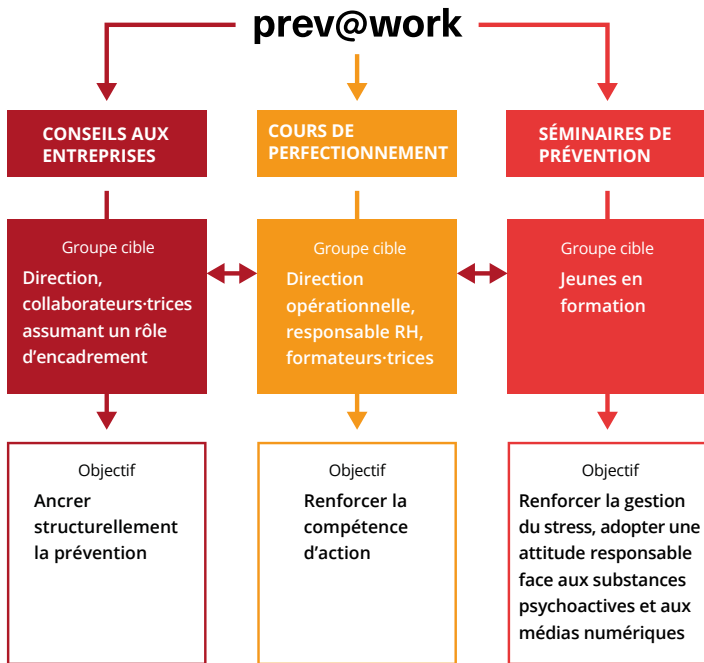 prev@work
CONSEILS AUX
ENTREPRISES
COURS DE
PERFECTIONNEMENT
SÉMINAIRES DE
PRÉVENTION
Groupe cible
Direction,
collaborateurs·trices
assumant un rôle
d’encadrement
Groupe cible
Direction
opérationnelle,
responsable RH,
formateurs·trices
Groupe cible
Jeunes en
formation
Objectif
Ancrer
structurellement
la prévention
Objectif
Renforcer la
compétence
d’action
Objectif
Renforcer la gestion
du stress, adopter une
attitude responsable
face aux substances
psychoactives et aux
médias numériques